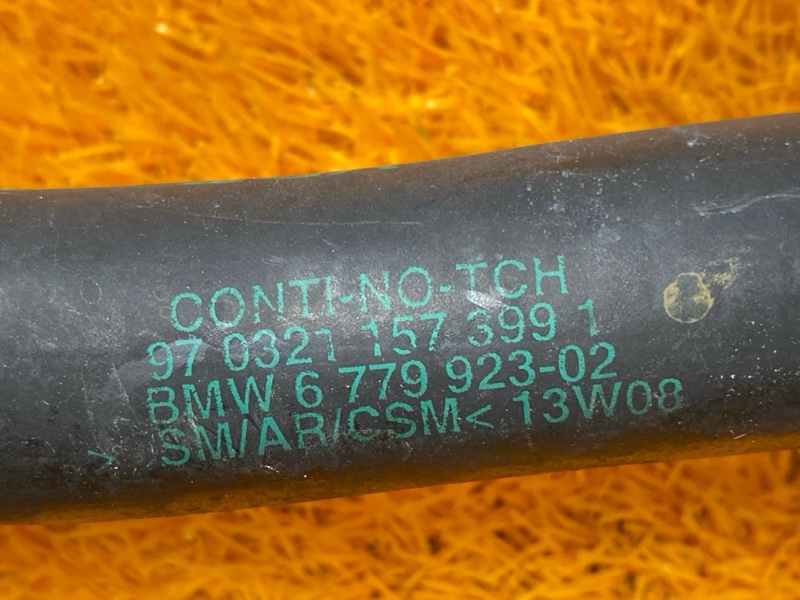 CONTI-NO-TCH
97 0321 157 399 1
BMW 6 779 923-02
> SM/AR/CSM< 13W08